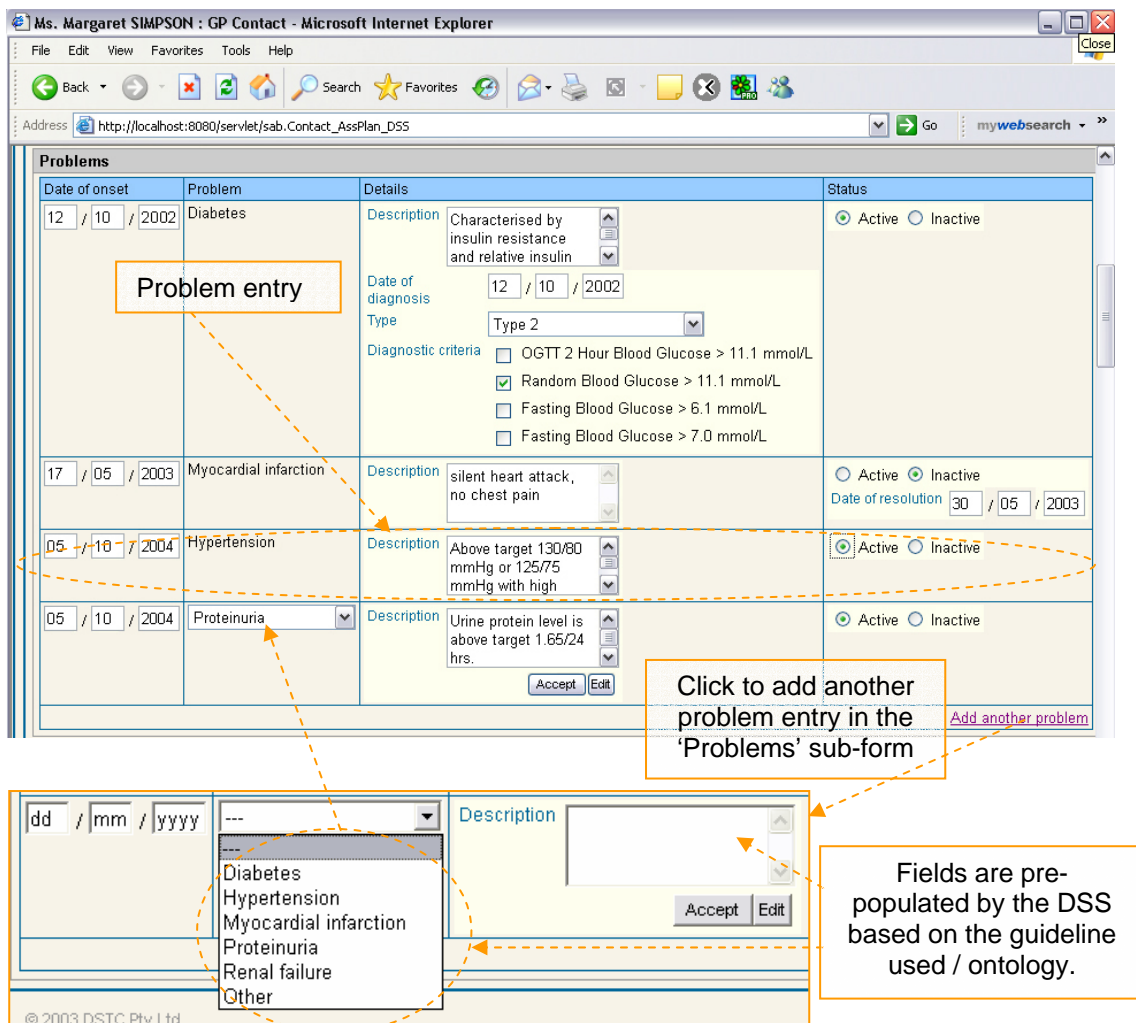 Ms. Margaret SIMPSON : GP Contact - Microsoft Internet Explorer
Close
File Edit View Favorites Tools Help
Back Search Favorites PRO
Address http://localhost:8080/servlet/sab.Contact_AssPlan_DSS Go mywebsearch »
Problems
Date of onset Problem Details Status
12 / 10 / 2002 Diabetes Description Characterised by Active Inactive
insulin resistance
and relative insulin
Problem entry
Date of
diagnosis
12 / 10 / 2002
Type Type 2
Diagnostic criteria OGTT 2 Hour Blood Glucose > 11.1 mmol/L
Random Blood Glucose > 11.1 mmol/L
Fasting Blood Glucose > 6.1 mmol/L
Fasting Blood Glucose > 7.0 mmol/L
17 / 05 / 2003 Myocardial infarction Description silent heart attack, Active Inactive
no chest pain
Date of resolution 30 / 05 / 2003
05 / 10 / 2004 Hypertension Description Above target 130/80 Active Inactive
mmHg or 125/75
mmHg with high
05 / 10 / 2004 Proteinuria Description Urine protein level is Active Inactive
above target 1.65/24
hrs.
Accept Edit
Click to add another
problem entry in the
‘Problems’ sub-form
Add another problem
dd / mm / yyyy --- Description
---
Diabetes
Hypertension
Myocardial infarction
Proteinuria
Renal failure
Other
Accept Edit
Fields are pre-
populated by the DSS
based on the guideline
used / ontology.
© 2003 DSTC Pty Ltd